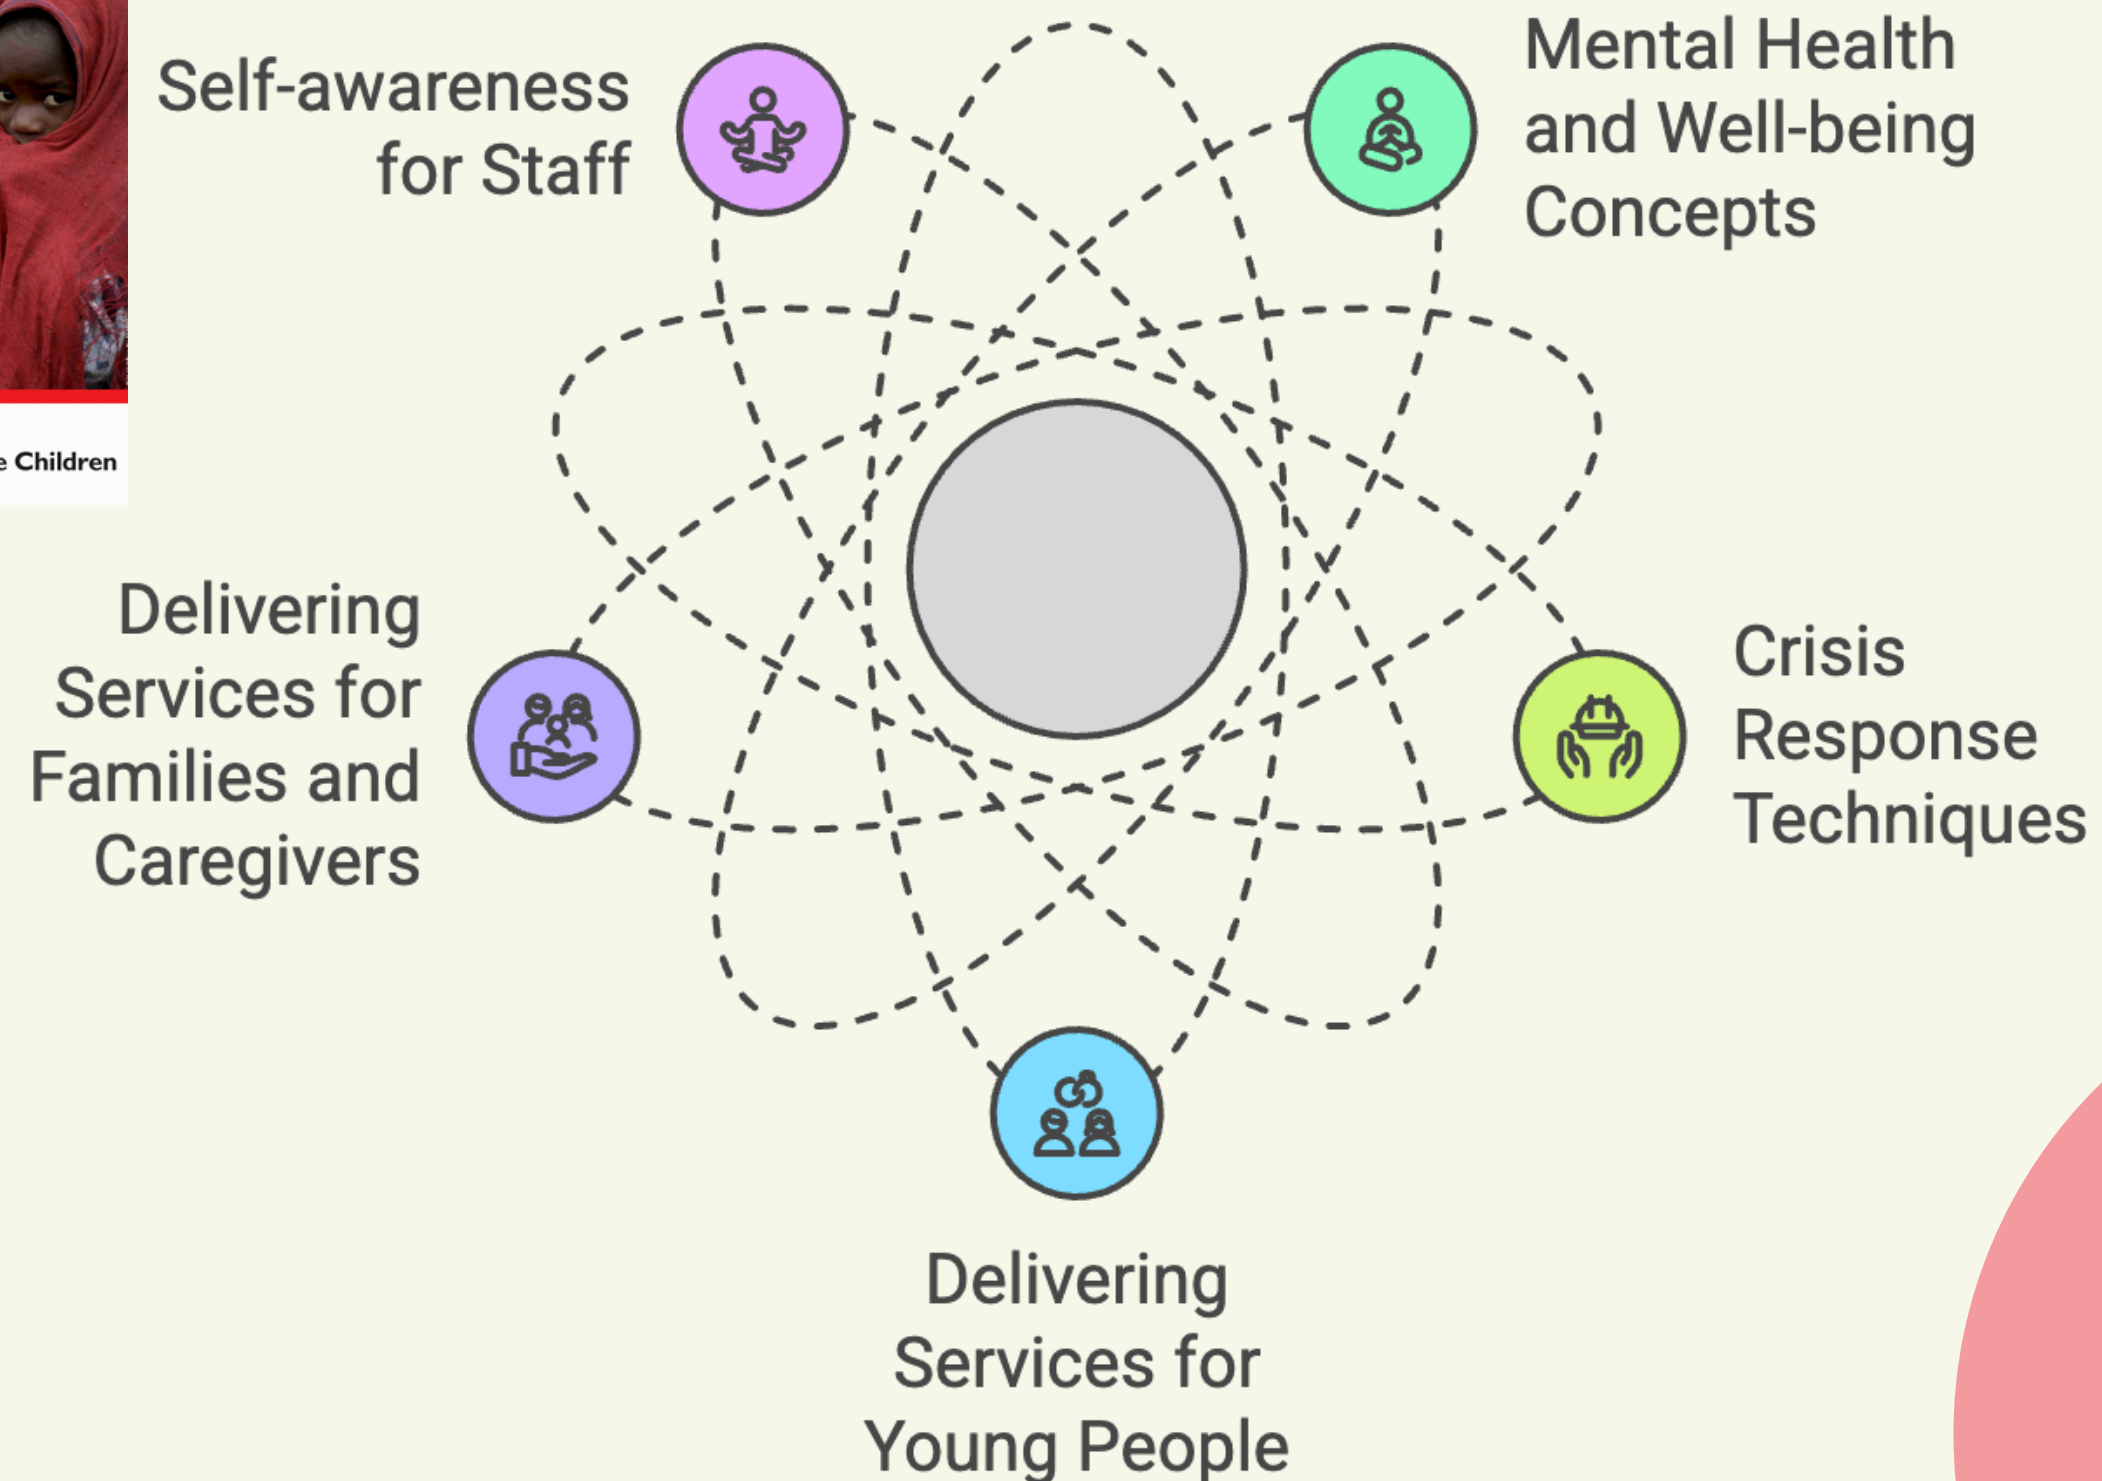 Self-awareness
for Staff
Mental Health
and Well-being
Concepts
e Children
Delivering
Services for
Families and
Caregivers
Crisis
Response
Techniques
Delivering
Services for
Young People